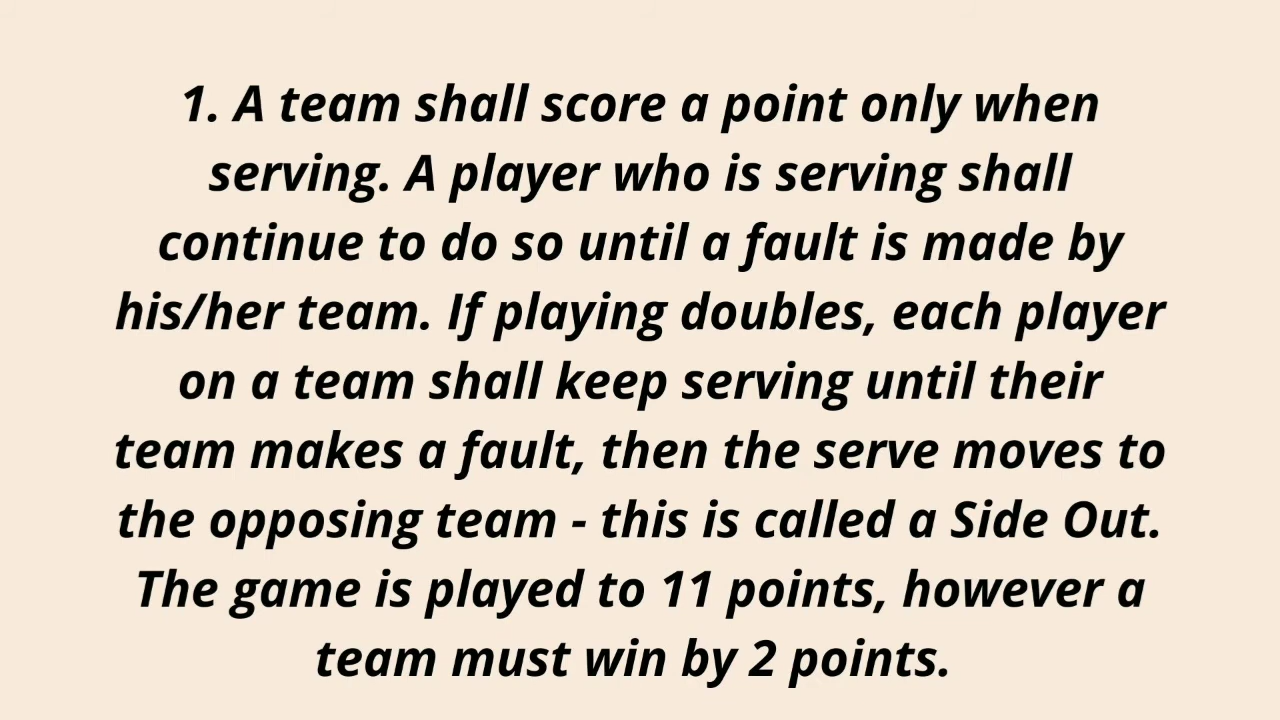 1. A team shall score a point only when
serving. A player who is serving shall
continue to do so until a fault is made by
his/her team. If playing doubles, each player
on a team shall keep serving until their
team makes a fault, then the serve moves to
the opposing team - this is called a Side Out.
The game is played to 11 points, however a
team must win by 2 points.